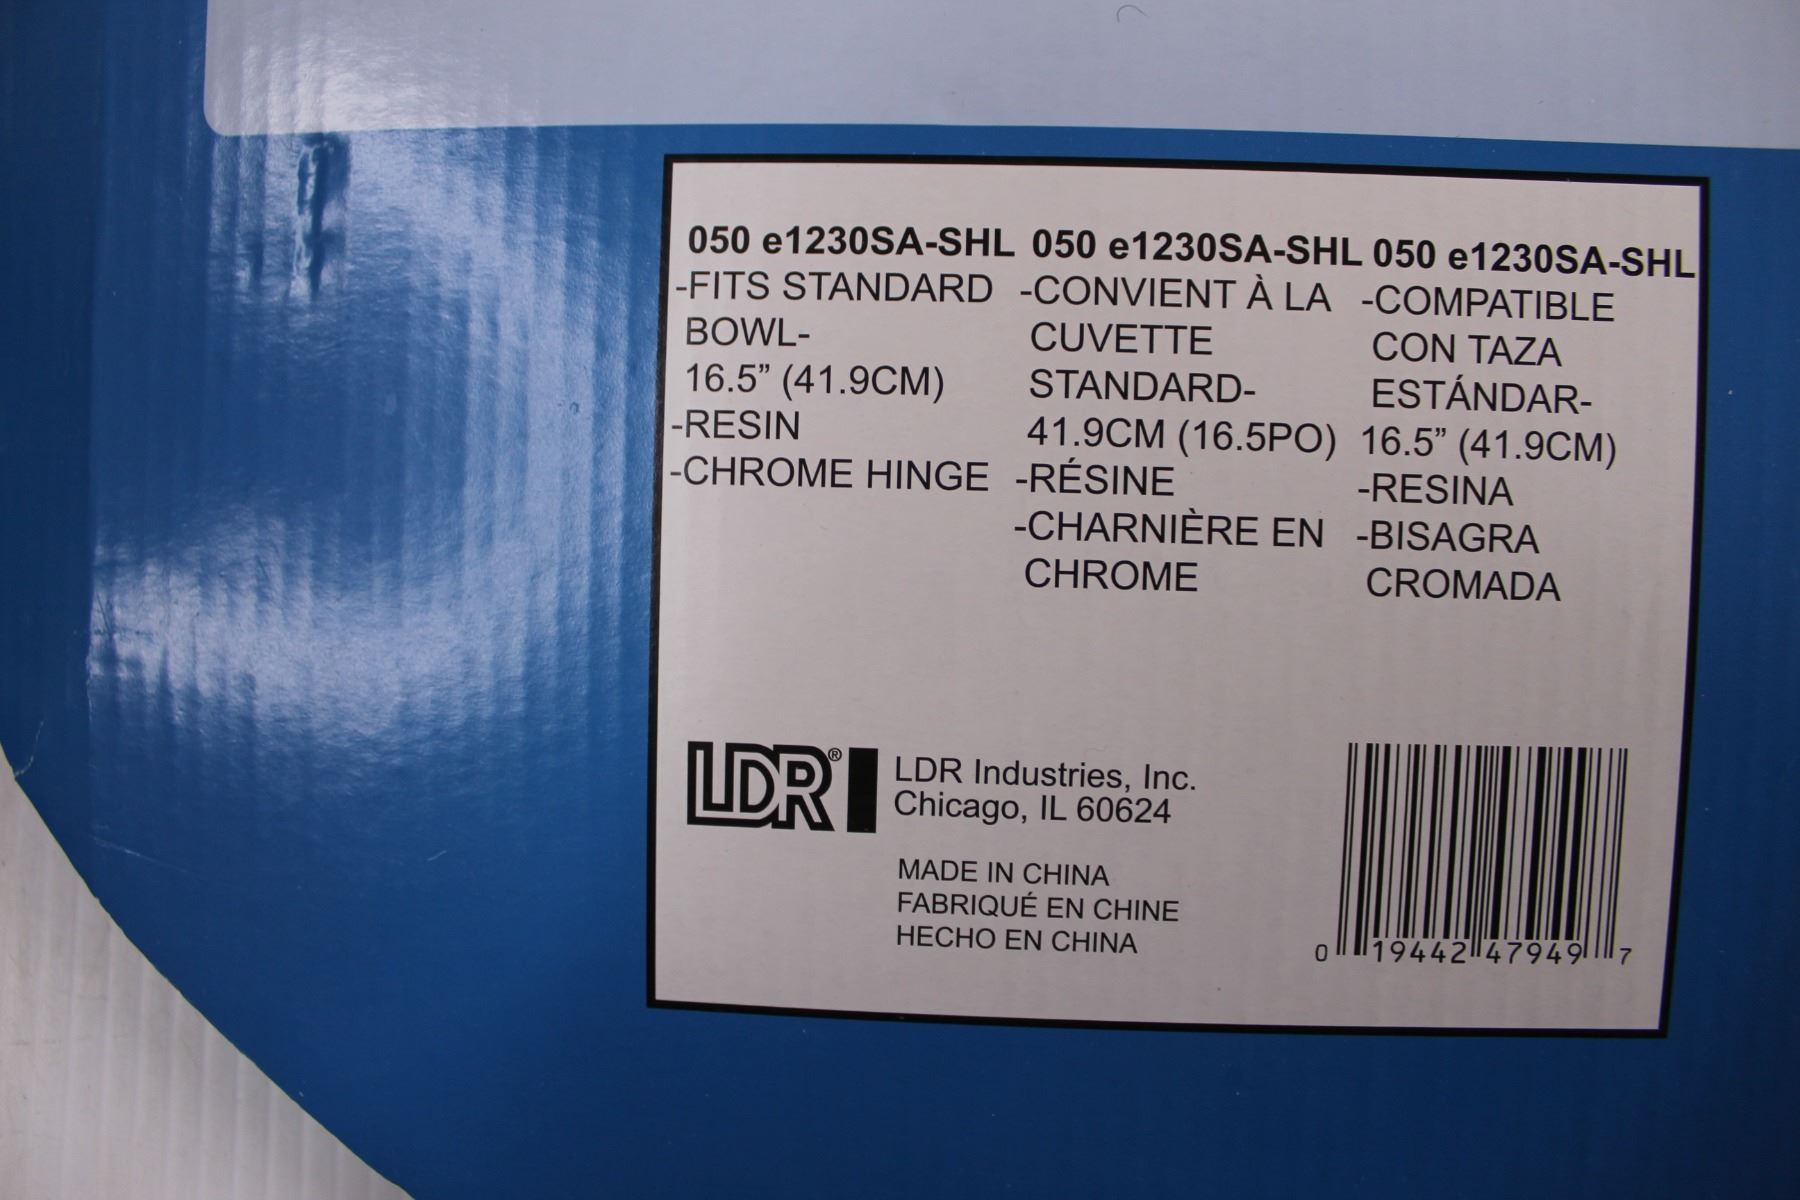 050 e1230SA-SHL
-FITS STANDARD
BOWL-
16.5” (41.9CM)
-RESIN
-CHROME HINGE
050 e1230SA-SHL
-CONVIENT À LA
CUVETTE
STANDARD-
41.9CM (16.5PO)
-RÉSINE
-CHARNIÈRE EN
CHROME
050 e1230SA-SHL
-COMPATIBLE
CON TAZA
ESTÁNDAR-
16.5” (41.9CM)
-RESINA
-BISAGRA
CROMADA
LDR®
LDR Industries, Inc.
Chicago, IL 60624
MADE IN CHINA
FABRIQUÉ EN CHINE
HECHO EN CHINA
0 19442 47949 7